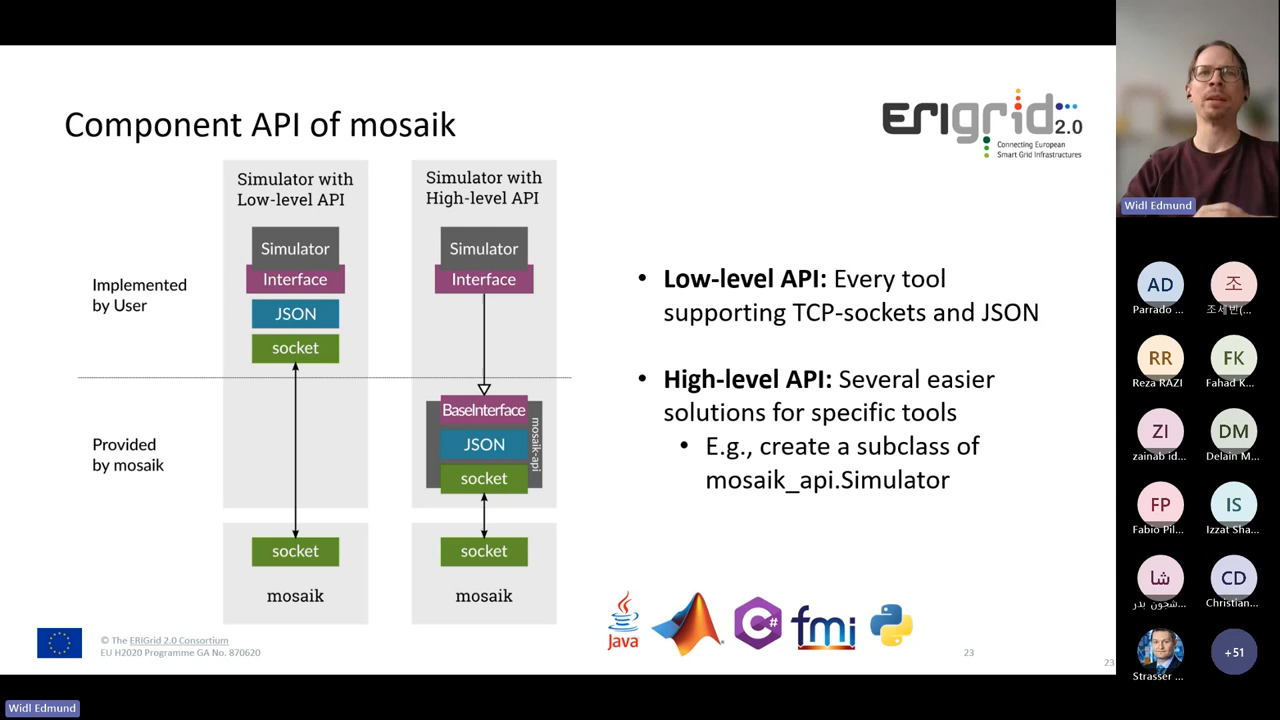 Component API of mosaik
ERIGrid 2.0
Connecting European
Smart Grid Infrastructures
Simulator with
Low-level API
Simulator with
High-level API
Implemented
by User
Simulator
Interface
JSON
socket
Simulator
Interface
Provided
by mosaik
BaseInterface
JSON
socket
mosaik-api
socket
mosaik
socket
mosaik
• Low-level API: Every tool
supporting TCP-sockets and JSON
• High-level API: Several easier
solutions for specific tools
• E.g., create a subclass of
mosaik_api.Simulator
Java
C#
fmi
© The ERIGrid 2.0 Consortium
EU H2020 Programme GA No. 870620
23
23
Widl Edmund
AD
Parrado ...
조
조세빈(...
RR
Reza RAZI
FK
Fahad K...
ZI
zainab id...
DM
Delain M...
FP
Fabio Pil...
IS
Izzat Sha...
شا
شجون بدر...
CD
Christian...
Strasser ...
+51
Widl Edmund